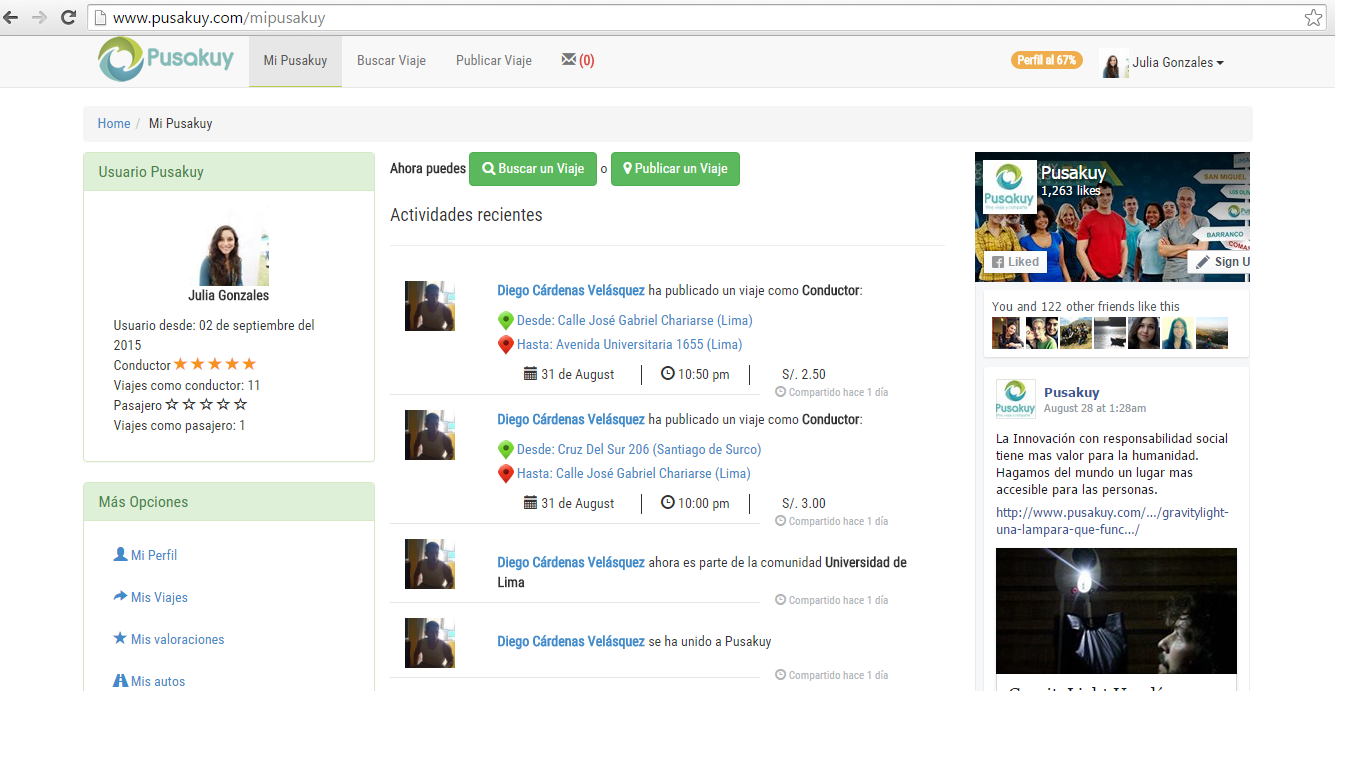 www.pusakuy.com/mipusakuy
Pusakuy
Mi Pusakuy
Buscar Viaje
Publicar Viaje
(0)
Perfil al 67%
Julia Gonzales
Home / Mi Pusakuy
Usuario Pusakuy
Julia Gonzales
Usuario desde: 02 de septiembre del
2015
Conductor
Viajes como conductor: 11
Pasajero
Viajes como pasajero: 1
Más Opciones
Mi Perfil
Mis Viajes
Mis valoraciones
Mis autos
Ahora puedes Buscar un Viaje o Publicar un Viaje
Actividades recientes
Diego Cárdenas Velásquez ha publicado un viaje como Conductor:
Desde: Calle José Gabriel Chariarse (Lima)
Hasta: Avenida Universitaria 1655 (Lima)
31 de August
10:50 pm
S/. 2.50
Compartido hace 1 día
Diego Cárdenas Velásquez ha publicado un viaje como Conductor:
Desde: Cruz Del Sur 206 (Santiago de Surco)
Hasta: Calle José Gabriel Chariarse (Lima)
31 de August
10:00 pm
S/. 3.00
Compartido hace 1 día
Diego Cárdenas Velásquez ahora es parte de la comunidad Universidad de
Lima
Compartido hace 1 día
Diego Cárdenas Velásquez se ha unido a Pusakuy
Compartido hace 1 día
Pusakuy
Pusakuy
1,263 likes
LIMA
SAN MIGUEL
LOS OLI
BARRANCO
COMAS
Liked
Sign U
You and 122 other friends like this
Pusakuy
Pusakuy
August 28 at 1:28am
La Innovación con responsabilidad social
tiene mas valor para la humanidad.
Hagamos del mundo un lugar mas
accesible para las personas.
http://www.pusakuy.com/.../gravitylight-
una-lampara-que-func.../